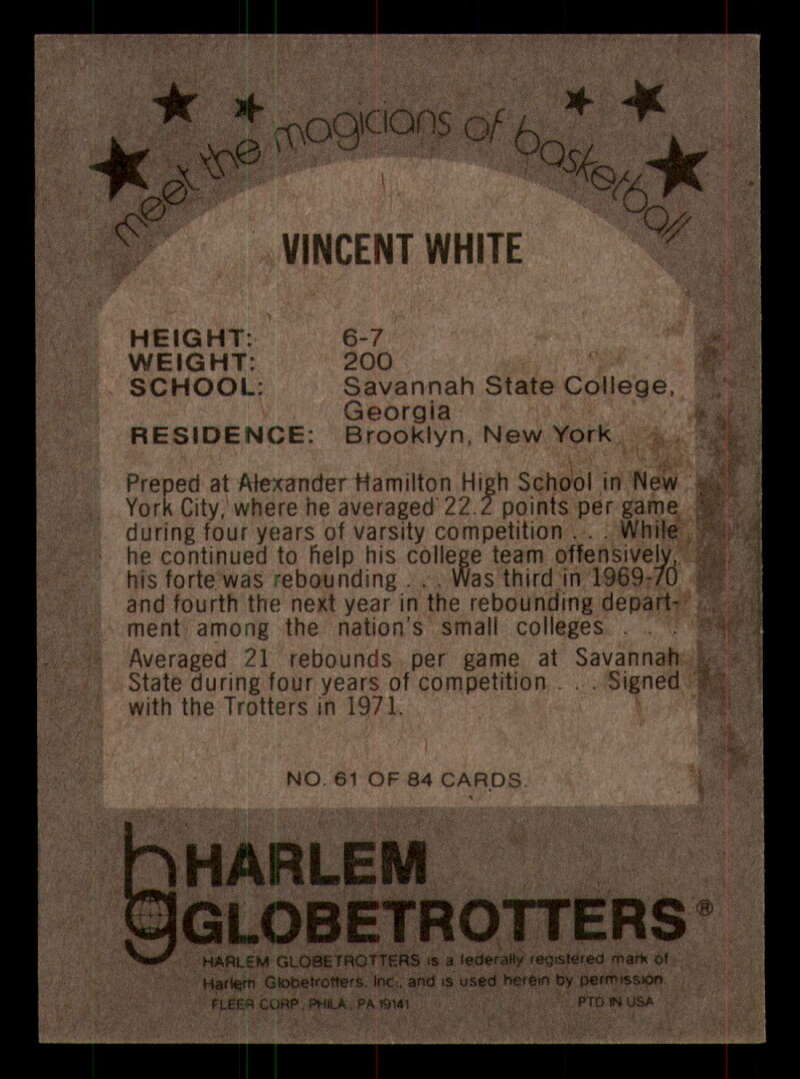 meet the magicians of basketball
VINCENT WHITE
HEIGHT: 6-7
WEIGHT: 200
SCHOOL: Savannah State College,
Georgia
RESIDENCE: Brooklyn, New York
Preped at Alexander Hamilton High School in New
York City, where he averaged 22.2 points per game
during four years of varsity competition . . . While
he continued to help his college team offensively,
his forte was rebounding . . . Was third in 1969-70
and fourth the next year in the rebounding depart-
ment among the nation's small colleges . . .
Averaged 21 rebounds per game at Savannah
State during four years of competition . . . Signed
with the Trotters in 1971.
NO. 61 OF 84 CARDS
hg HARLEM
GLOBETROTTERS®
HARLEM GLOBETROTTERS is a federally registered mark of
Harlem Globetrotters, Inc., and is used herein by permission
FLEER CORP., PHILA., PA 19141 PTD IN USA